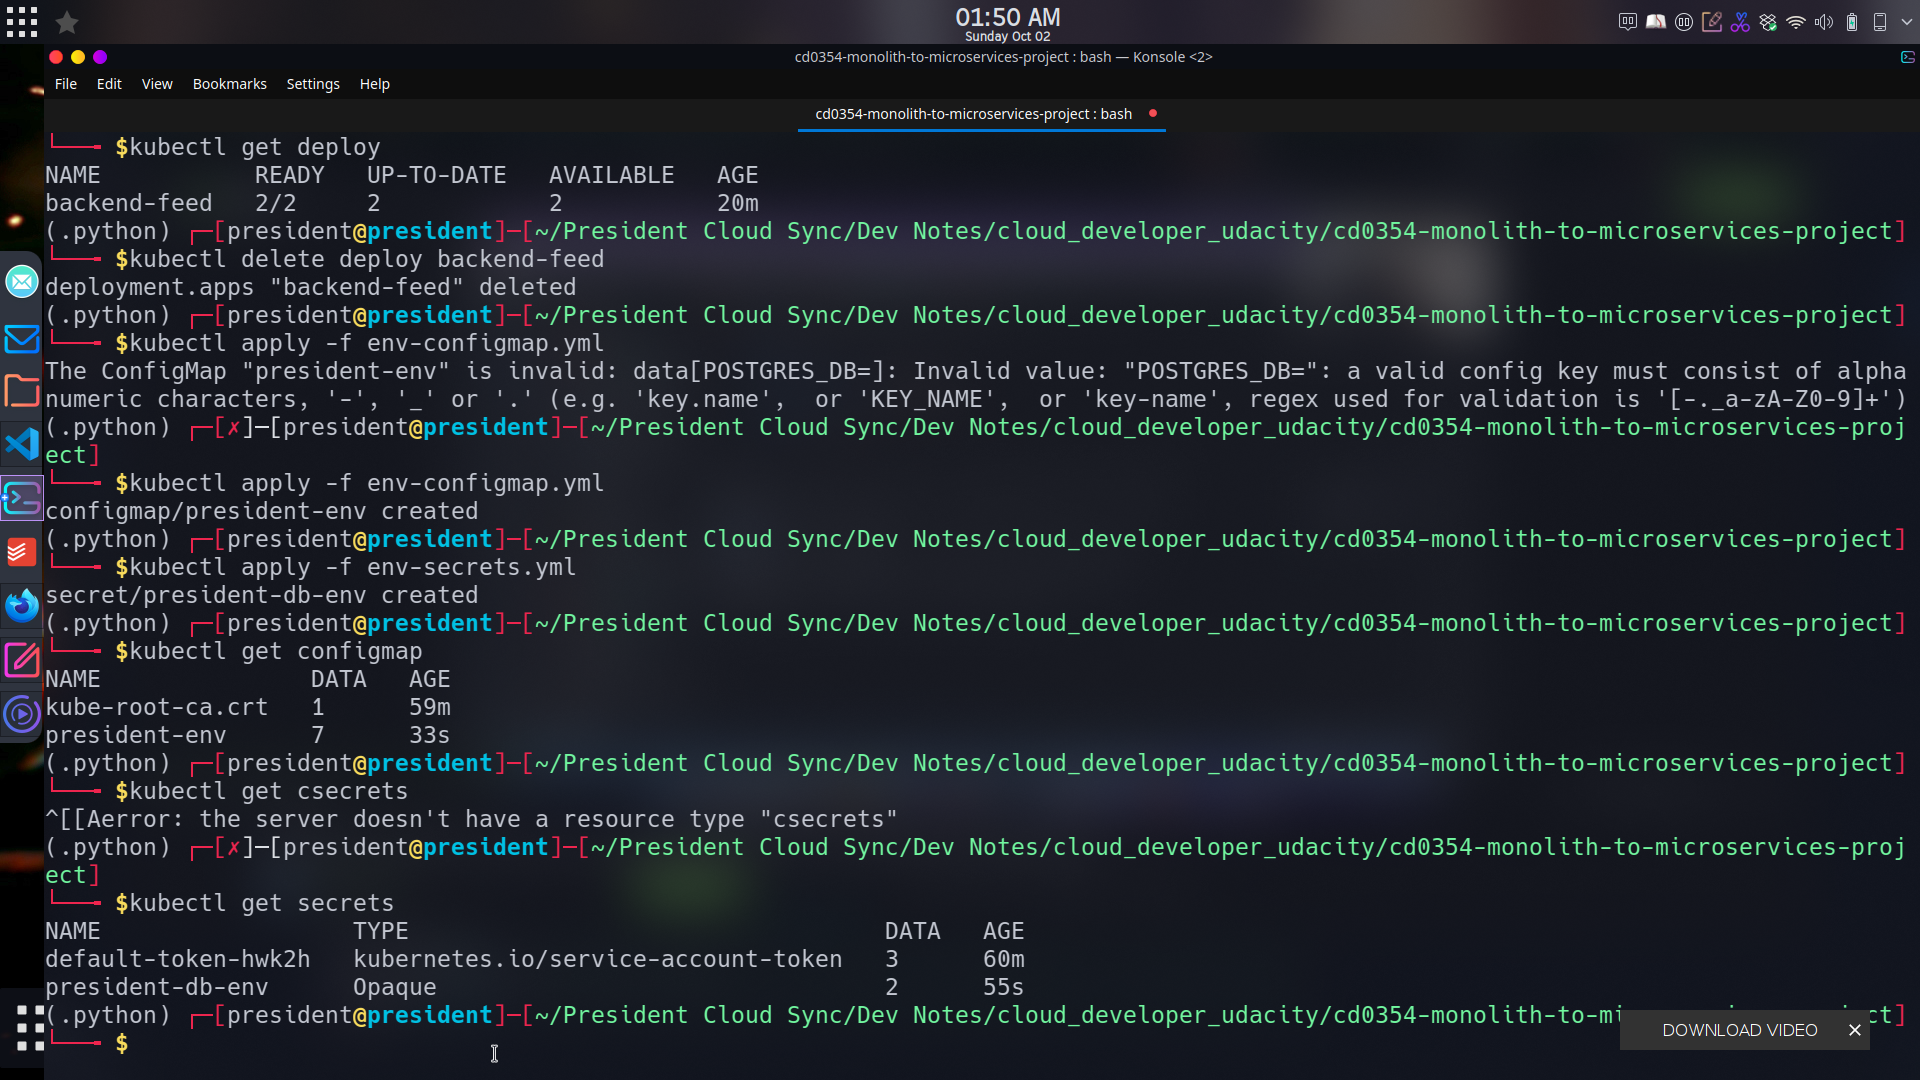 01:50 AM
Sunday Oct 02
cd0354-monolith-to-microservices-project : bash — Konsole <2>
File Edit View Bookmarks Settings Help
cd0354-monolith-to-microservices-project : bash
└──╼ $kubectl get deploy
NAME           READY   UP-TO-DATE   AVAILABLE   AGE
backend-feed   2/2     2            2           20m
(.python) ┌─[president@president]─[~/President Cloud Sync/Dev Notes/cloud_developer_udacity/cd0354-monolith-to-microservices-project]
└──╼ $kubectl delete deploy backend-feed
deployment.apps "backend-feed" deleted
(.python) ┌─[president@president]─[~/President Cloud Sync/Dev Notes/cloud_developer_udacity/cd0354-monolith-to-microservices-project]
└──╼ $kubectl apply -f env-configmap.yml
The ConfigMap "president-env" is invalid: data[POSTGRES_DB=]: Invalid value: "POSTGRES_DB=": a valid config key must consist of alpha
numeric characters, '-', '_' or '.' (e.g. 'key.name',  or 'KEY_NAME',  or 'key-name', regex used for validation is '[-._a-zA-Z0-9]+')
(.python) ┌─[✗]─[president@president]─[~/President Cloud Sync/Dev Notes/cloud_developer_udacity/cd0354-monolith-to-microservices-proj
ect]
└──╼ $kubectl apply -f env-configmap.yml
configmap/president-env created
(.python) ┌─[president@president]─[~/President Cloud Sync/Dev Notes/cloud_developer_udacity/cd0354-monolith-to-microservices-project]
└──╼ $kubectl apply -f env-secrets.yml
secret/president-db-env created
(.python) ┌─[president@president]─[~/President Cloud Sync/Dev Notes/cloud_developer_udacity/cd0354-monolith-to-microservices-project]
└──╼ $kubectl get configmap
NAME               DATA   AGE
kube-root-ca.crt   1      59m
president-env      7      33s
(.python) ┌─[president@president]─[~/President Cloud Sync/Dev Notes/cloud_developer_udacity/cd0354-monolith-to-microservices-project]
└──╼ $kubectl get csecrets
^[[Aerror: the server doesn't have a resource type "csecrets"
(.python) ┌─[✗]─[president@president]─[~/President Cloud Sync/Dev Notes/cloud_developer_udacity/cd0354-monolith-to-microservices-proj
ect]
└──╼ $kubectl get secrets
NAME                  TYPE                                  DATA   AGE
default-token-hwk2h   kubernetes.io/service-account-token   3      60m
president-db-env      Opaque                                2      55s
(.python) ┌─[president@president]─[~/President Cloud Sync/Dev Notes/cloud_developer_udacity/cd0354-monolith-to-microservices-project]
└──╼ $
DOWNLOAD VIDEO